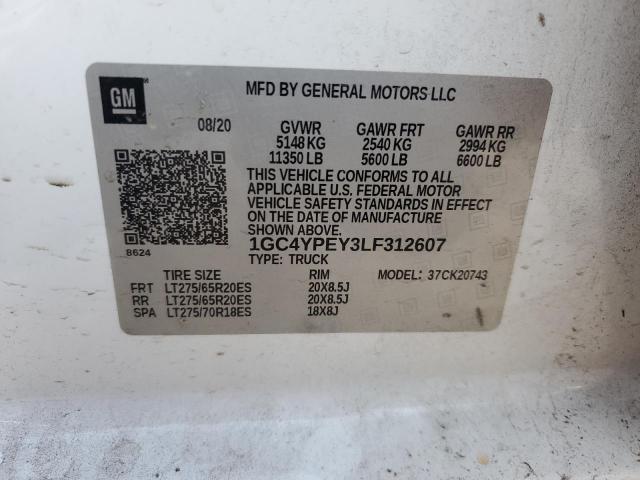 GM
MFD BY GENERAL MOTORS LLC
08/20 GVWR GAWR FRT GAWR RR
5148 KG 2540 KG 2994 KG
11350 LB 5600 LB 6600 LB
THIS VEHICLE CONFORMS TO ALL
APPLICABLE U.S. FEDERAL MOTOR
VEHICLE SAFETY STANDARDS IN EFFECT
ON THE DATE OF MANUFACTURE
SHOWN ABOVE.
8624 1GC4YPEY3LF312607
TYPE: TRUCK
TIRE SIZE RIM MODEL: 37CK20743
FRT LT275/65R20ES 20X8.5J
RR LT275/65R20ES 20X8.5J
SPA LT275/70R18ES 18X8J